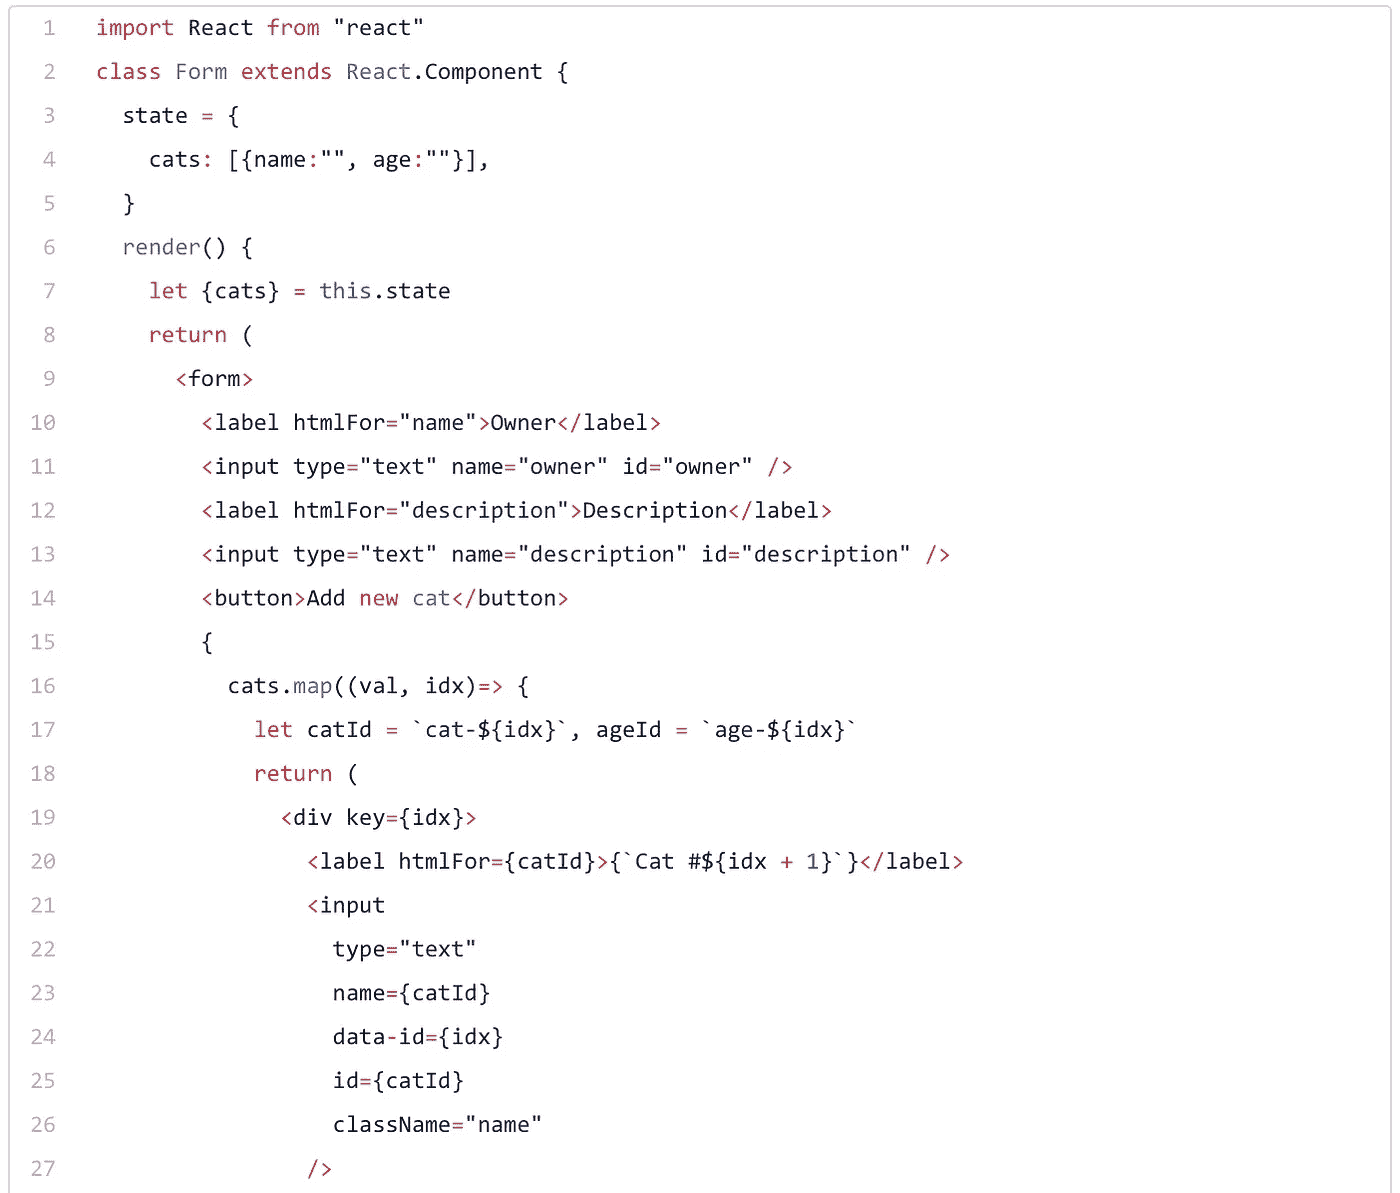 1 import React from "react"
2 class Form extends React.Component {
3 state = {
4 cats: [{name:"", age:""}],
5 }
6 render() {
7 let {cats} = this.state
8 return (
9 <form>
10 <label htmlFor="name">Owner</label>
11 <input type="text" name="owner" id="owner" />
12 <label htmlFor="description">Description</label>
13 <input type="text" name="description" id="description" />
14 <button>Add new cat</button>
15 {
16 cats.map((val, idx)=> {
17 let catId = `cat-${idx}`, ageId = `age-${idx}`
18 return (
19 <div key={idx}>
20 <label htmlFor={catId}>{`Cat #${idx + 1}`}</label>
21 <input
22 type="text"
23 name={catId}
24 data-id={idx}
25 id={catId}
26 className="name"
27 />